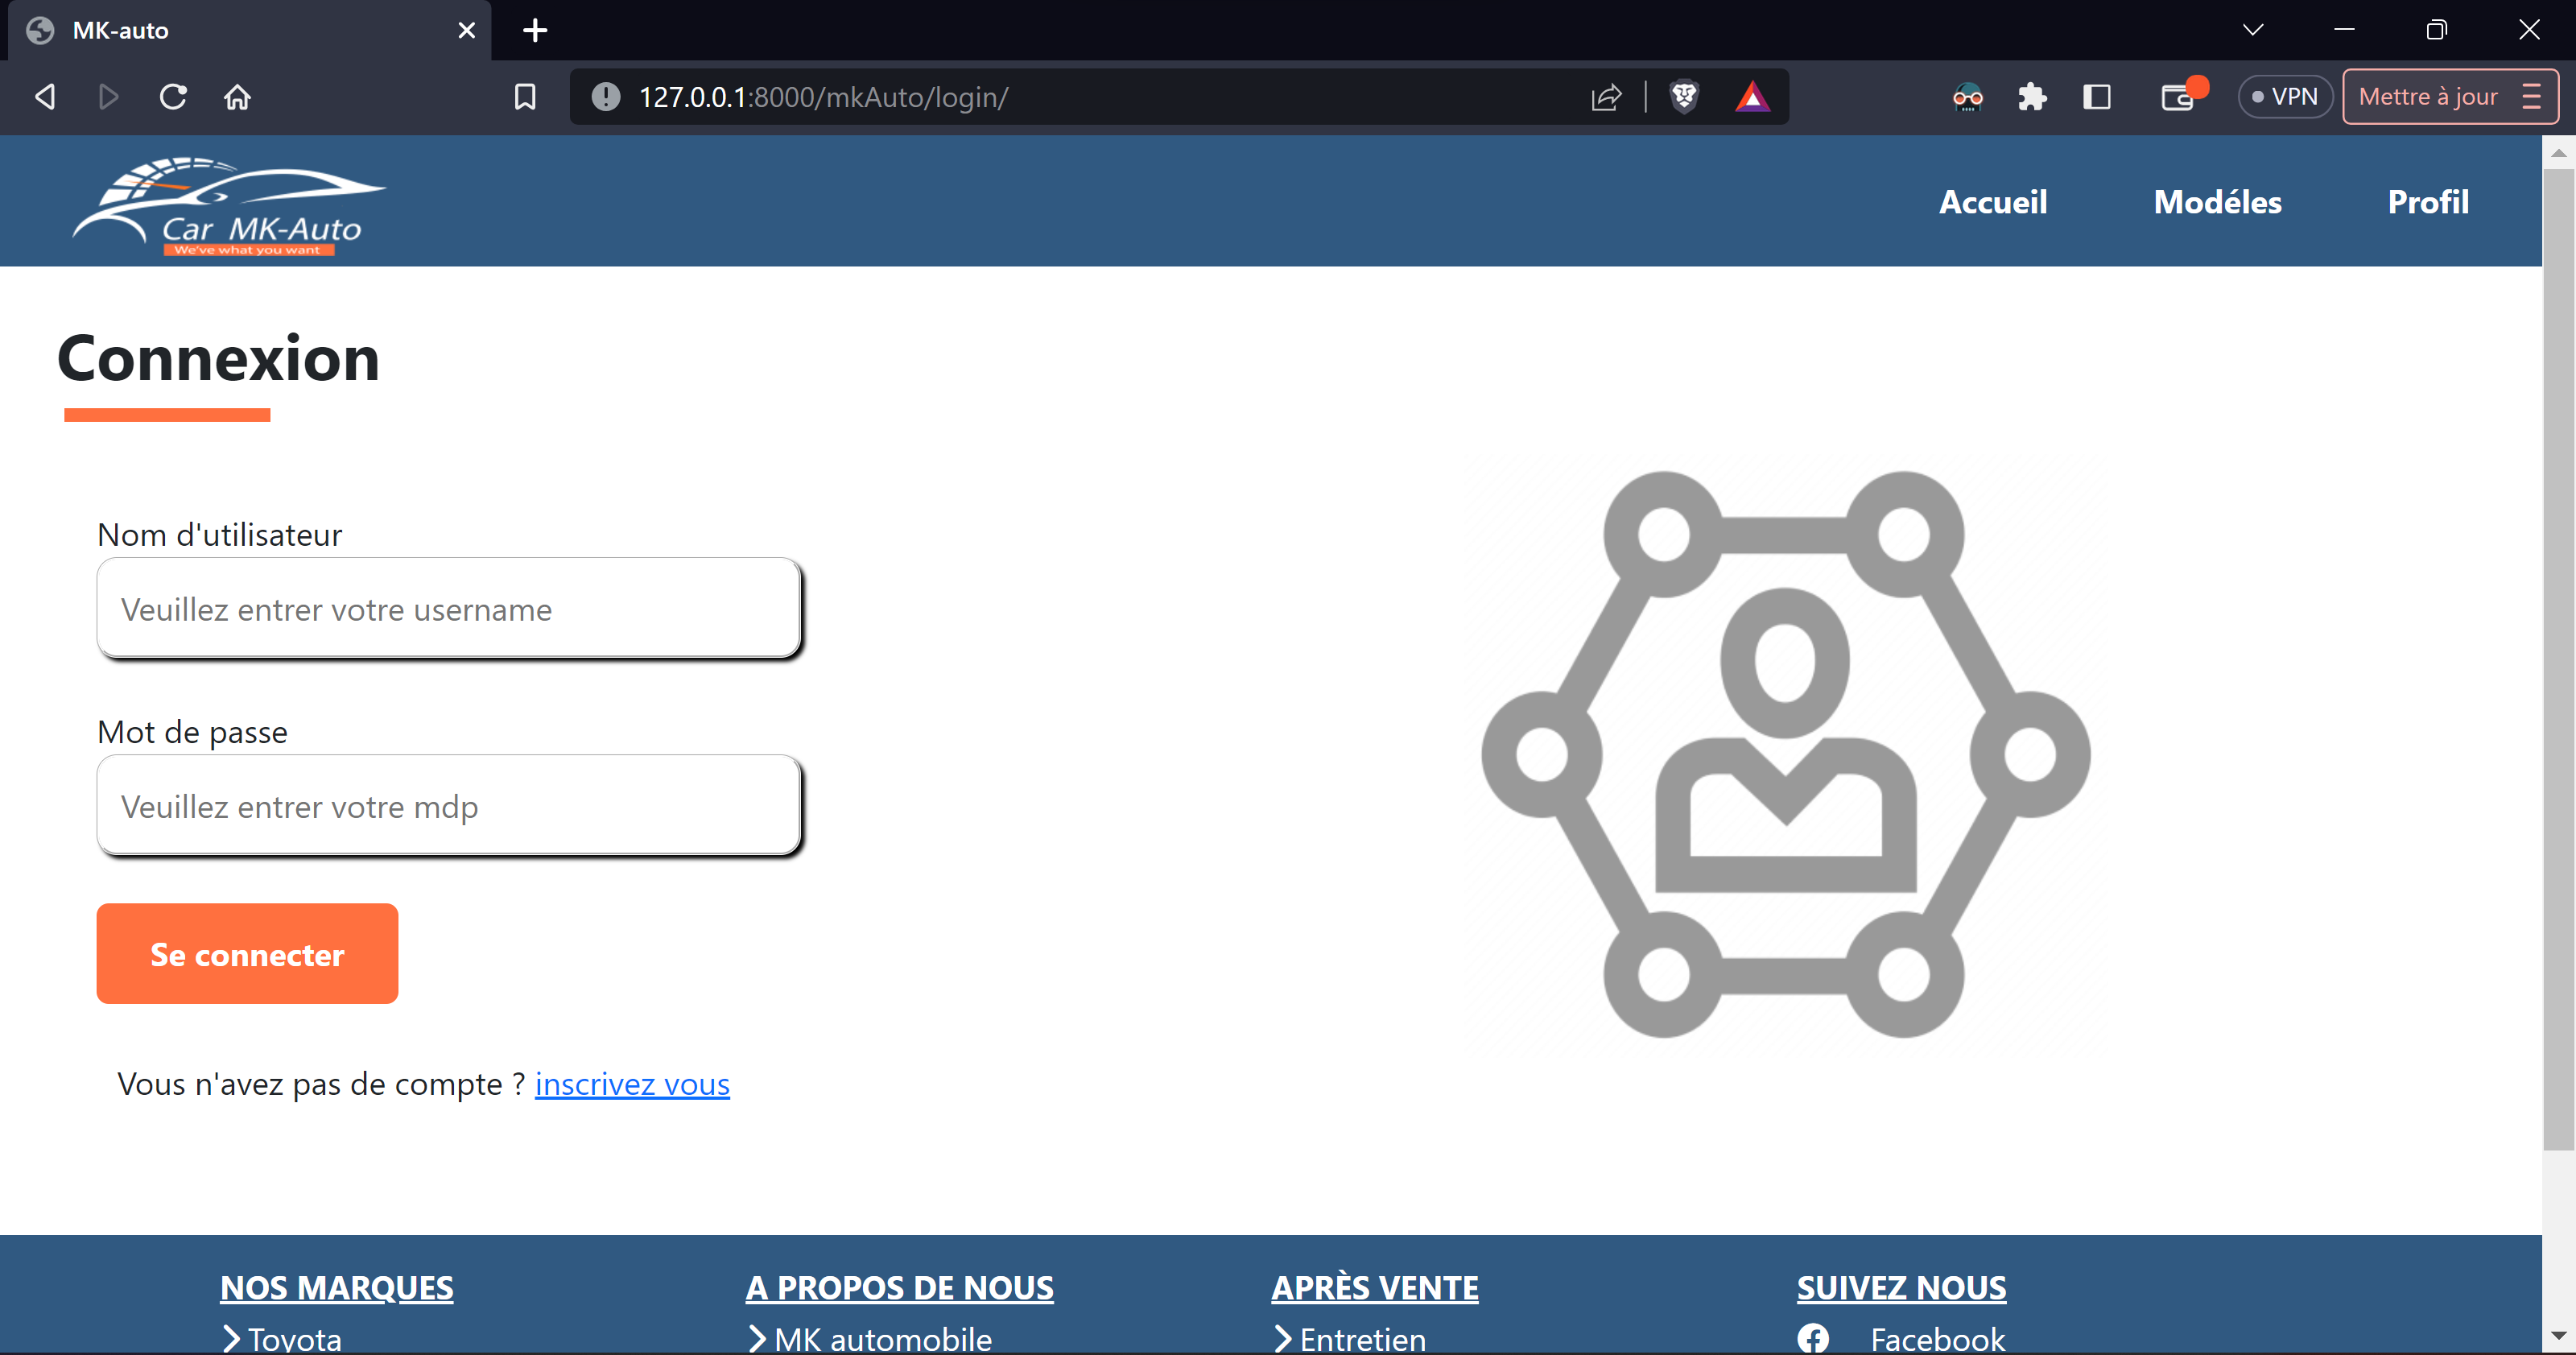 MK-auto
127.0.0.1:8000/mkAuto/login/
VPN
Mettre à jour
Car MK-Auto
We've what you want
Accueil
Modéles
Profil
Connexion
Nom d'utilisateur
Veuillez entrer votre username
Mot de passe
Veuillez entrer votre mdp
Se connecter
Vous n'avez pas de compte ? inscrivez vous
NOS MARQUES
Toyota
A PROPOS DE NOUS
MK automobile
APRÈS VENTE
Entretien
SUIVEZ NOUS
Facebook